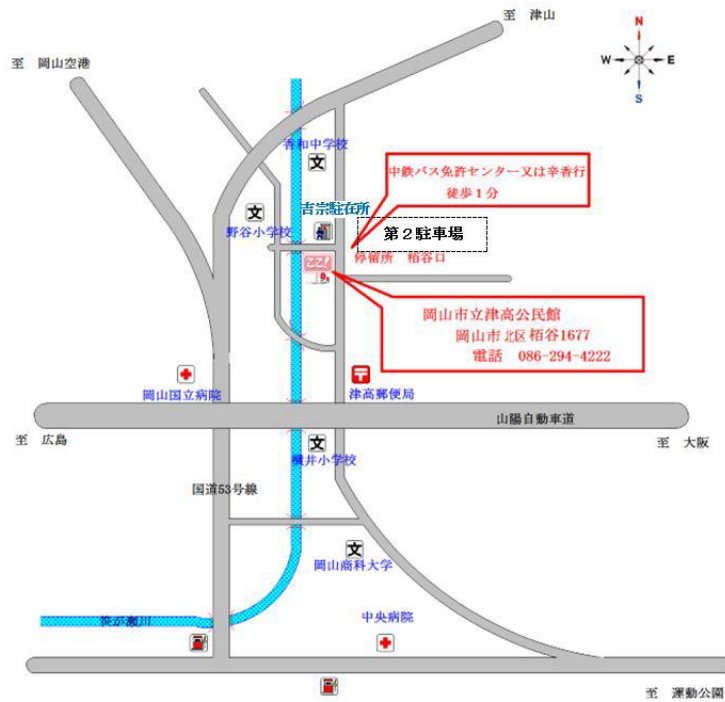 至 津山
N
W
E
S
至 岡山空港
香和中学校
文
中鉄バス免許センター又は辛香行
徒歩1分
吉宗駐在所
文
野谷小学校
第2駐車場
停留所 栢谷口
岡山市立津高公民館
岡山市北区栢谷1677
電話 086-294-4222
岡山国立病院
津高郵便局
山陽自動車道
至 広島
至 大阪
文
横井小学校
国道53号線
文
岡山商科大学
笹が瀬川
中央病院
至 運動公園